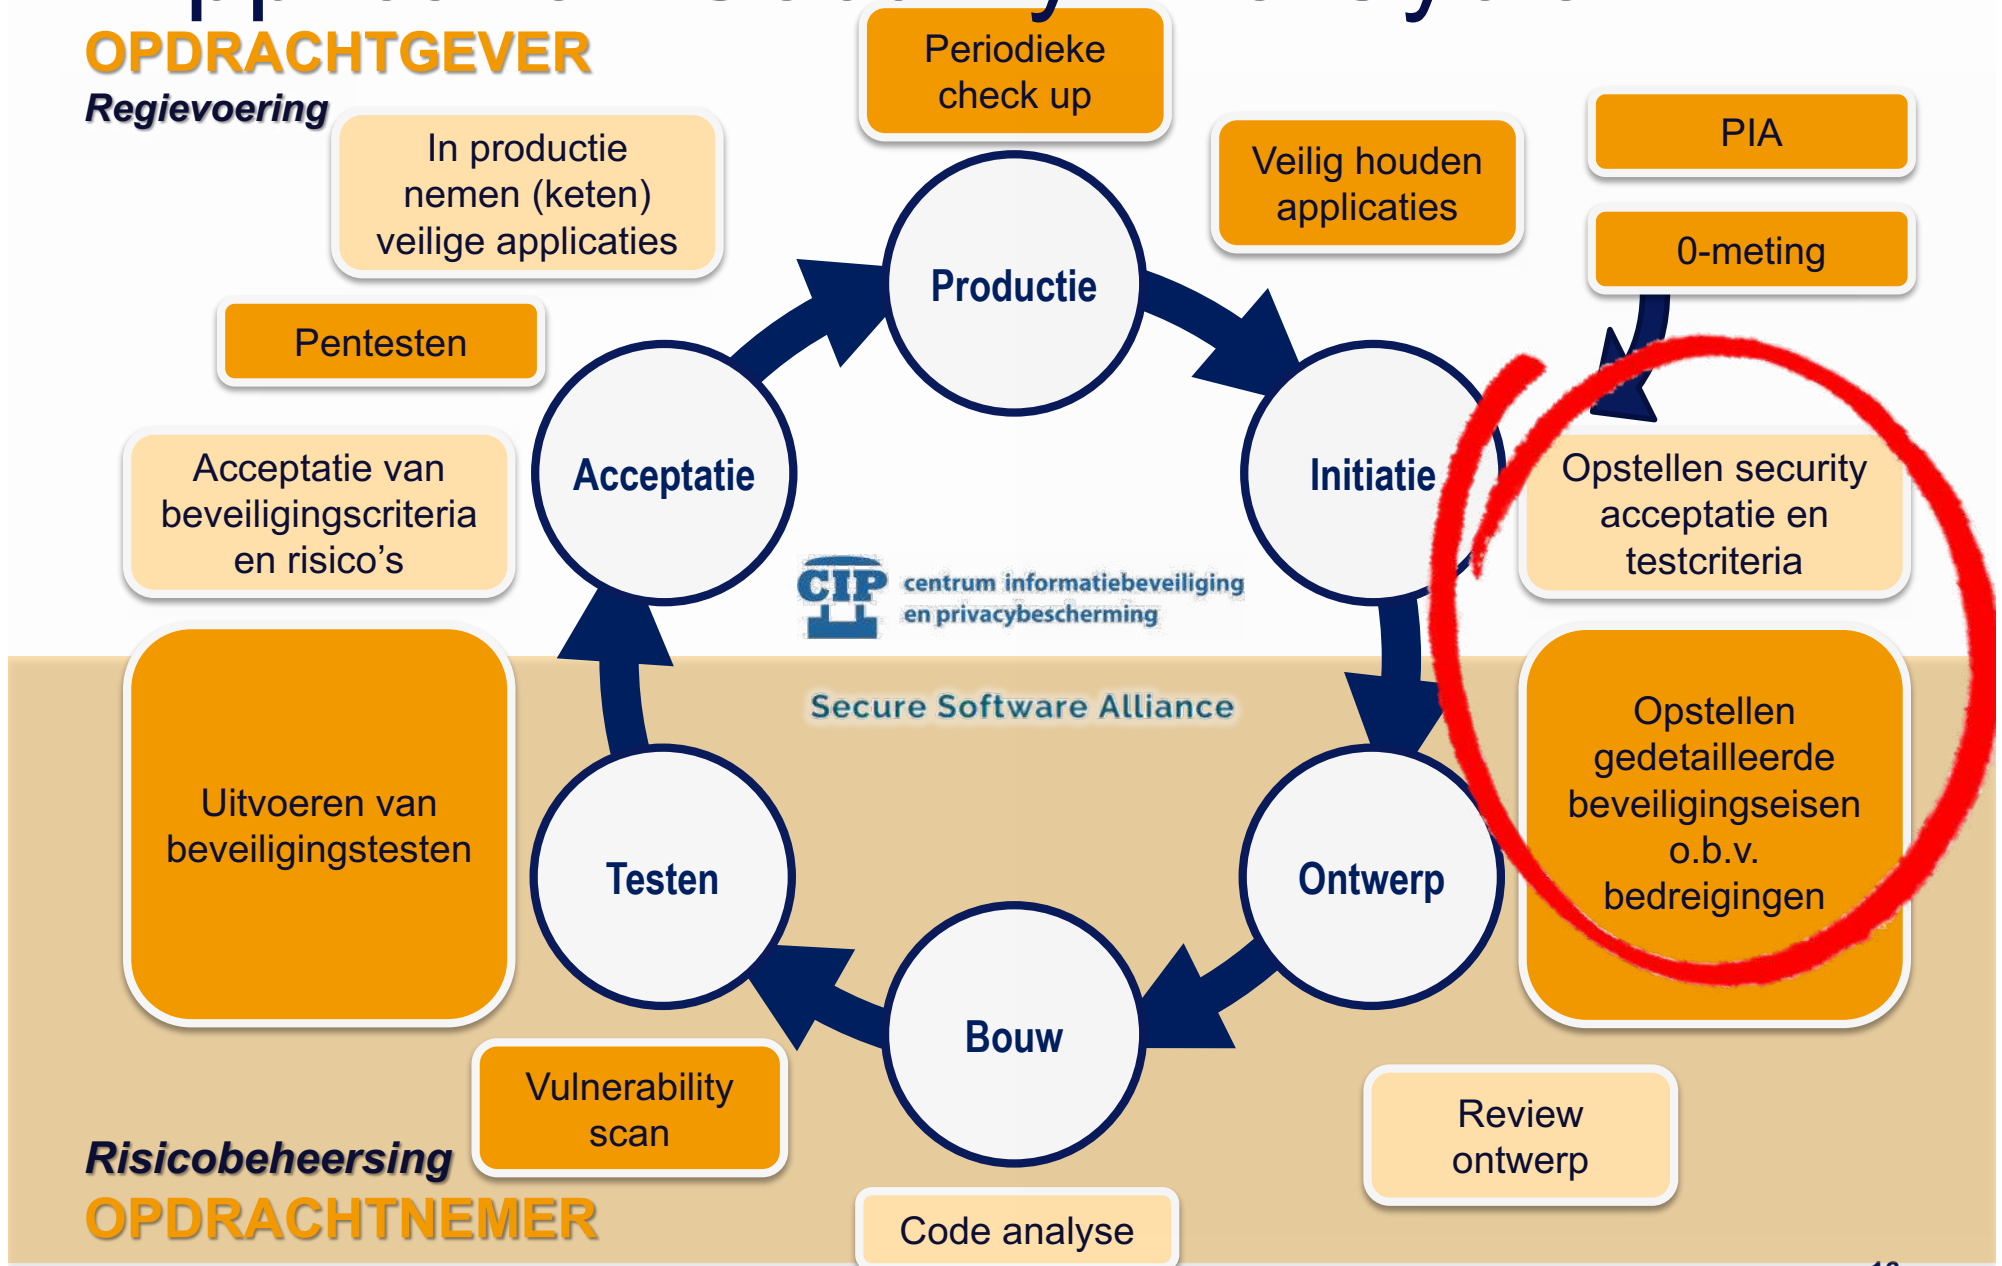 OPDRACHTGEVER
Regievoering
Periodieke
check up
In productie
nemen (keten)
veilige applicaties
Veilig houden
applicaties
PIA
0-meting
Pentesten
Productie
Acceptatie
Initiatie
Acceptatie van
beveiligingscriteria
en risico's
Opstellen security
acceptatie en
testcriteria
CIP
centrum informatiebeveiliging
en privacybescherming
Secure Software Alliance
Uitvoeren van
beveiligingstesten
Opstellen
gedetailleerde
beveiligingseisen
o.b.v.
bedreigingen
Testen
Ontwerp
Bouw
Vulnerability
scan
Review
ontwerp
Code analyse
Risicobeheersing
OPDRACHTNEMER